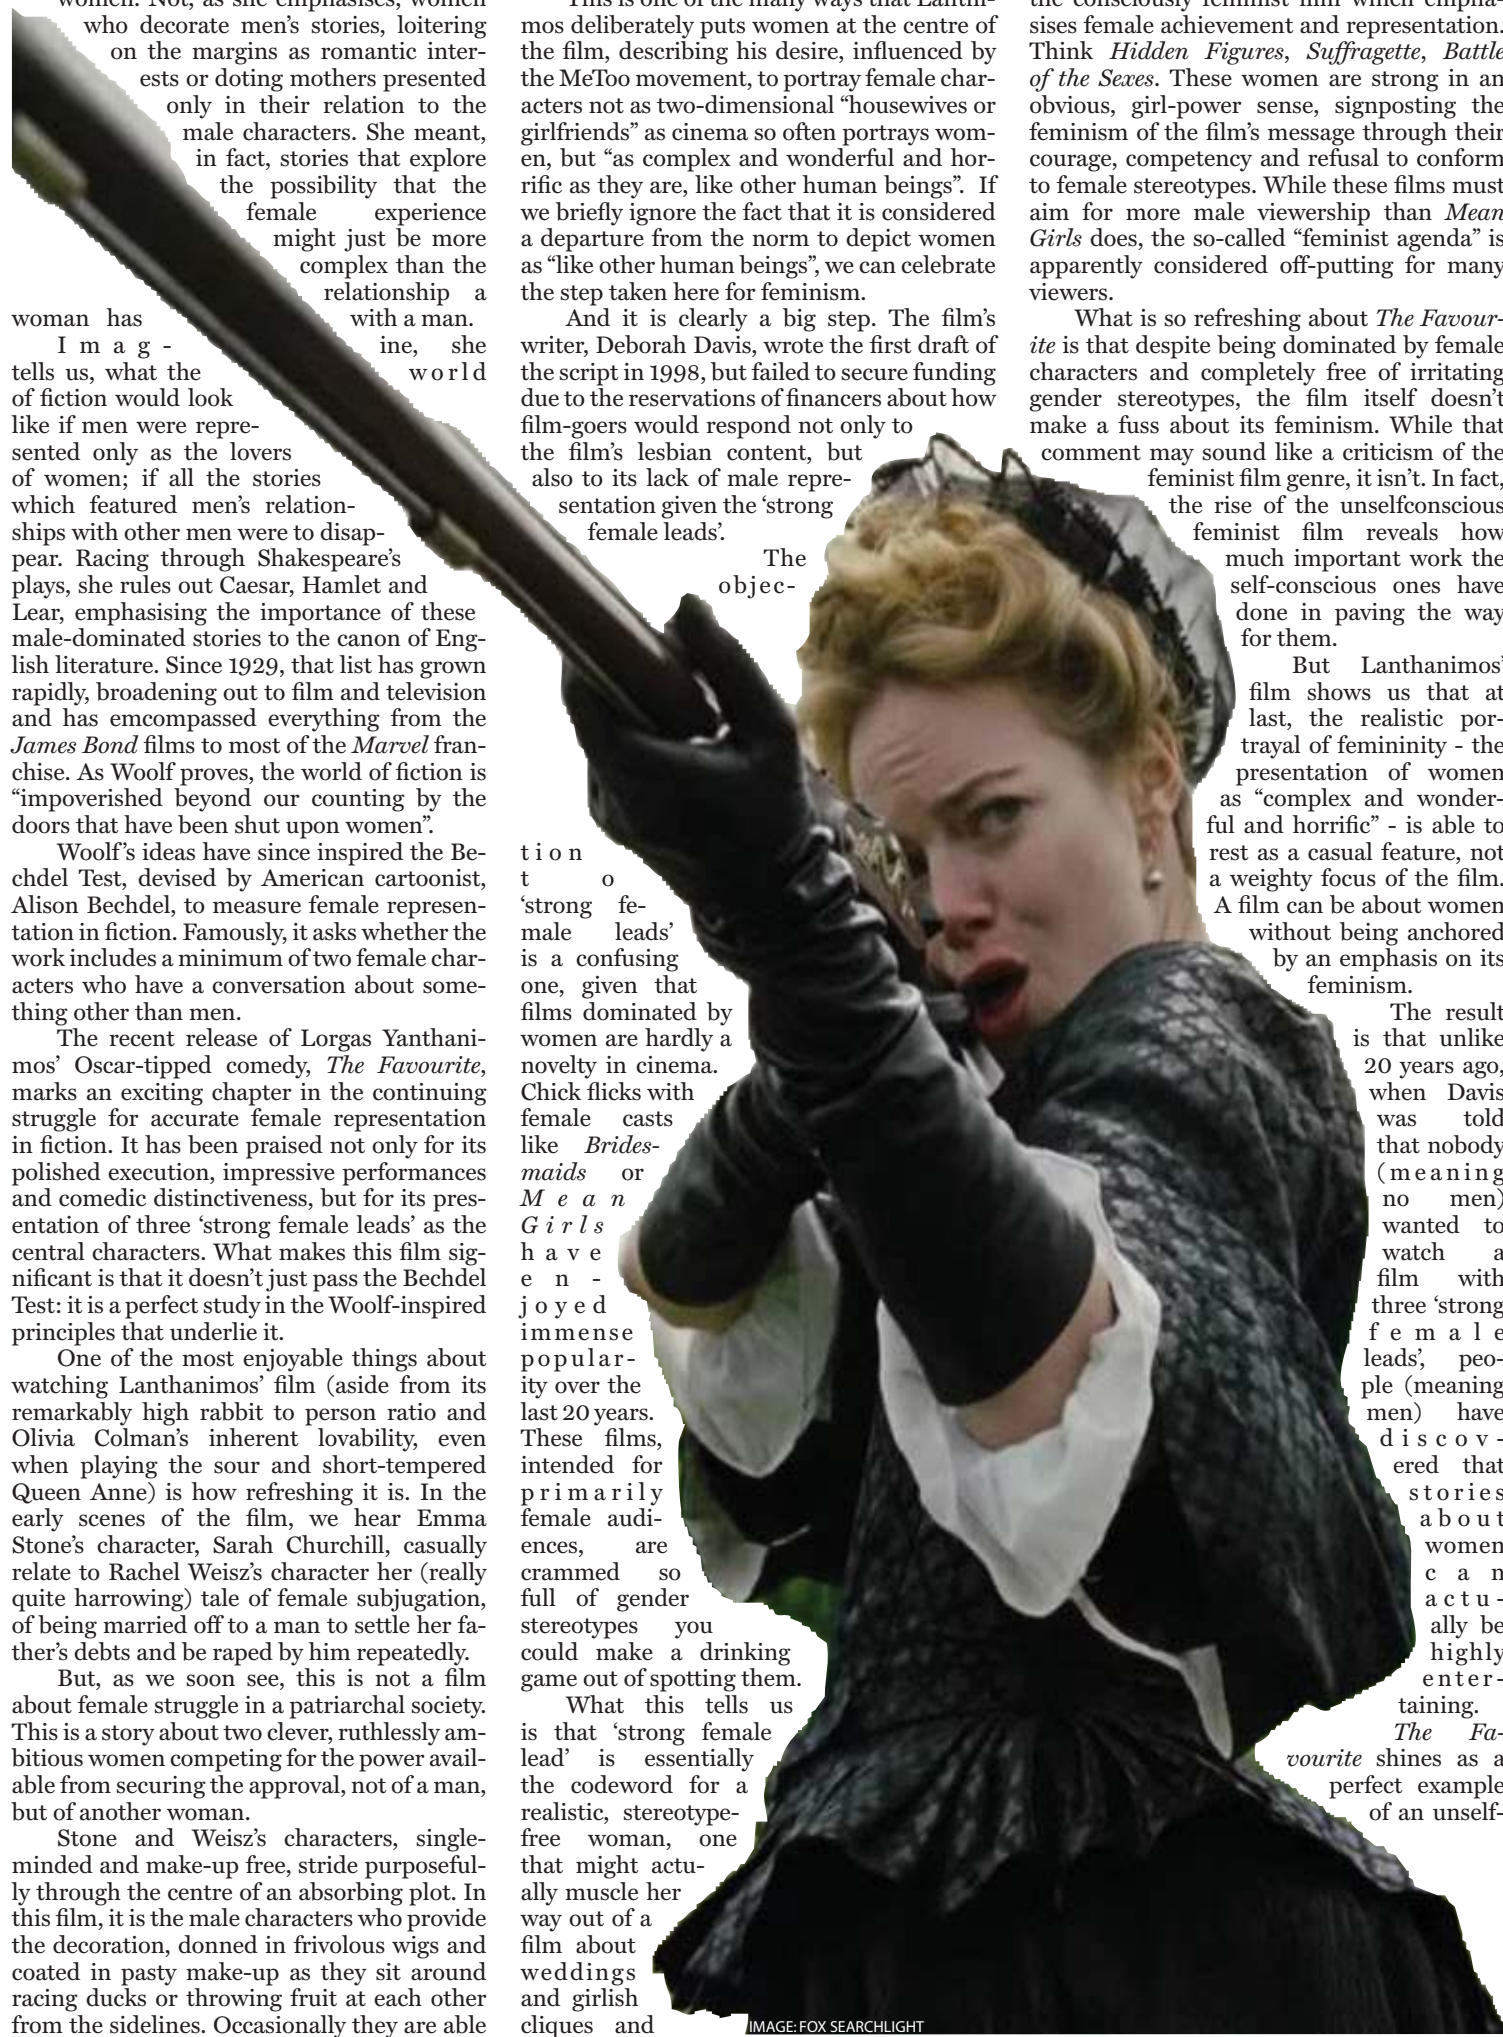 women. Not, as she emphasises, women
who decorate men's stories, loitering
on the margins as romantic inter-
ests or doting mothers presented
only in their relation to the
male characters. She meant,
in fact, stories that explore
the possibility that the
female experience
might just be more
complex than the
relationship a
woman has with a man.
Imag- ine, she
tells us, what the world
of fiction would look
like if men were repre-
sented only as the lovers
of women; if all the stories
which featured men's relation-
ships with other men were to disap-
pear. Racing through Shakespeare's
plays, she rules out Caesar, Hamlet and
Lear, emphasising the importance of these
male-dominated stories to the canon of Eng-
lish literature. Since 1929, that list has grown
rapidly, broadening out to film and television
and has emcompassed everything from the
James Bond films to most of the Marvel fran-
chise. As Woolf proves, the world of fiction is
“impoverished beyond our counting by the
doors that have been shut upon women”.
Woolf's ideas have since inspired the Be-
chdel Test, devised by American cartoonist,
Alison Bechdel, to measure female represen-
tation in fiction. Famously, it asks whether the
work includes a minimum of two female char-
acters who have a conversation about some-
thing other than men.
The recent release of Lorgas Yanthani-
mos' Oscar-tipped comedy, The Favourite,
marks an exciting chapter in the continuing
struggle for accurate female representation
in fiction. It has been praised not only for its
polished execution, impressive performances
and comedic distinctiveness, but for its pres-
entation of three ‘strong female leads’ as the
central characters. What makes this film sig-
nificant is that it doesn't just pass the Bechdel
Test: it is a perfect study in the Woolf-inspired
principles that underlie it.
One of the most enjoyable things about
watching Lanthanimos' film (aside from its
remarkably high rabbit to person ratio and
Olivia Colman's inherent lovability, even
when playing the sour and short-tempered
Queen Anne) is how refreshing it is. In the
early scenes of the film, we hear Emma
Stone's character, Sarah Churchill, casually
relate to Rachel Weisz's character her (really
quite harrowing) tale of female subjugation,
of being married off to a man to settle her fa-
ther's debts and be raped by him repeatedly.
But, as we soon see, this is not a film
about female struggle in a patriarchal society.
This is a story about two clever, ruthlessly am-
bitious women competing for the power avail-
able from securing the approval, not of a man,
but of another woman.
Stone and Weisz's characters, single-
minded and make-up free, stride purposeful-
ly through the centre of an absorbing plot. In
this film, it is the male characters who provide
the decoration, donned in frivolous wigs and
coated in pasty make-up as they sit around
racing ducks or throwing fruit at each other
from the sidelines. Occasionally they are able
This is one of the many ways that Lanthi-
mos deliberately puts women at the centre of
the film, describing his desire, influenced by
the MeToo movement, to portray female char-
acters not as two-dimensional “housewives or
girlfriends” as cinema so often portrays wom-
en, but “as complex and wonderful and hor-
rific as they are, like other human beings”. If
we briefly ignore the fact that it is considered
a departure from the norm to depict women
as “like other human beings”, we can celebrate
the step taken here for feminism.
And it is clearly a big step. The film's
writer, Deborah Davis, wrote the first draft of
the script in 1998, but failed to secure funding
due to the reservations of financers about how
film-goers would respond not only to
the film's lesbian content, but
also to its lack of male repre-
sentation given the ‘strong
female leads’.
The
objec-
tion
to
‘strong fe-
male leads’
is a confusing
one, given that
films dominated by
women are hardly a
novelty in cinema.
Chick flicks with
female casts
like Brides-
maids or
Mean
Girls
have
en-
joyed
immense
popular-
ity over the
last 20 years.
These films,
intended for
primarily
female audi-
ences, are
crammed so
full of gender
stereotypes you
could make a drinking
game out of spotting them.
What this tells us
is that ‘strong female
lead’ is essentially
the codeword for a
realistic, stereotype-
free woman, one
that might actu-
ally muscle her
way out of a
film about
weddings
and girlish
cliques and
the consciously feminist film which empha-
sises female achievement and representation.
Think Hidden Figures, Suffragette, Battle
of the Sexes. These women are strong in an
obvious, girl-power sense, signposting the
feminism of the film's message through their
courage, competency and refusal to conform
to female stereotypes. While these films must
aim for more male viewership than Mean
Girls does, the so-called “feminist agenda” is
apparently considered off-putting for many
viewers.
What is so refreshing about The Favour-
ite is that despite being dominated by female
characters and completely free of irritating
gender stereotypes, the film itself doesn't
make a fuss about its feminism. While that
comment may sound like a criticism of the
feminist film genre, it isn't. In fact,
the rise of the unselfconscious
feminist film reveals how
much important work the
self-conscious ones have
done in paving the way
for them.
But Lanthanimos'
film shows us that at
last, the realistic por-
trayal of femininity - the
presentation of women
as “complex and wonder-
ful and horrific” - is able to
rest as a casual feature, not
a weighty focus of the film.
A film can be about women
without being anchored
by an emphasis on its
feminism.
The result
is that unlike
20 years ago,
when Davis
was told
that nobody
(meaning
no men)
wanted to
watch a
film with
three ‘strong
female
leads’, peo-
ple (meaning
men) have
discov-
ered that
stories
about
women
can
actu-
ally be
highly
enter-
taining.
The Fa-
vourite shines as a
perfect example
of an unself-
IMAGE: FOX SEARCHLIGHT